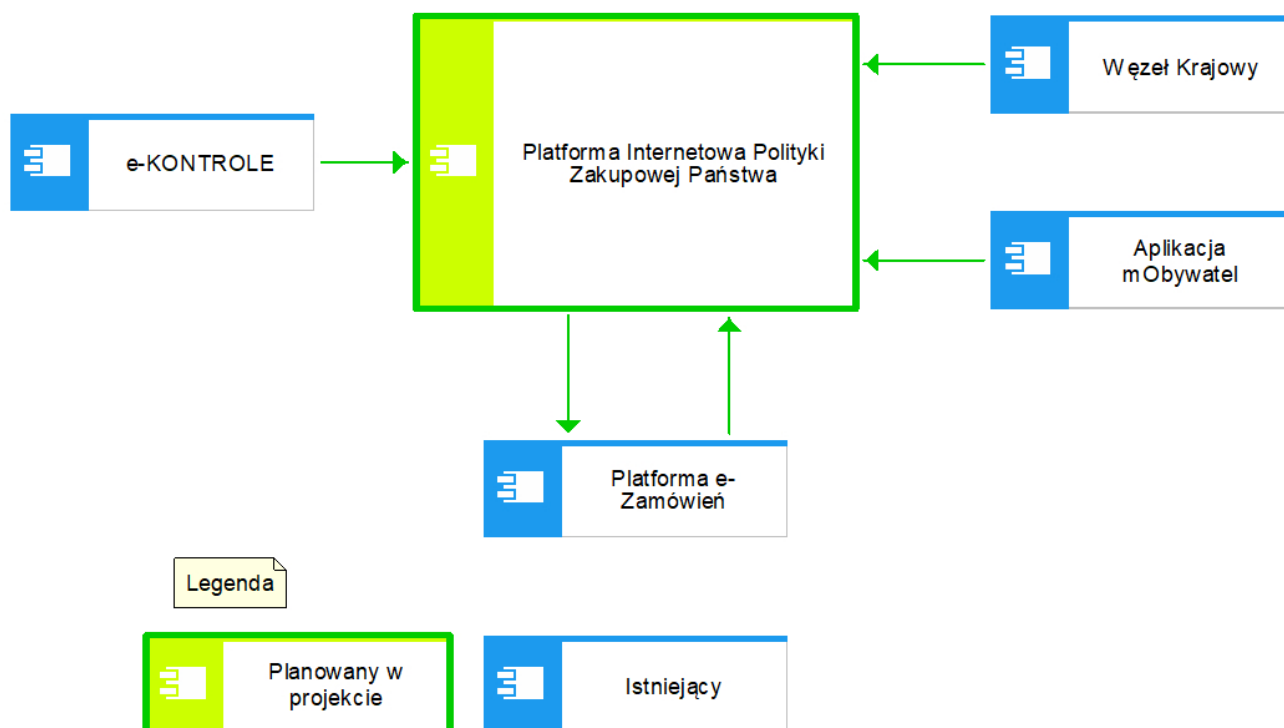 Węzeł Krajowy
e-KONTROLE
Platforma Internetowa Polityki
Zakupowej Państwa
Aplikacja
mObywatel
Platforma e-
Zamówień
Legenda
Planowany w
projekcie
Istniejący